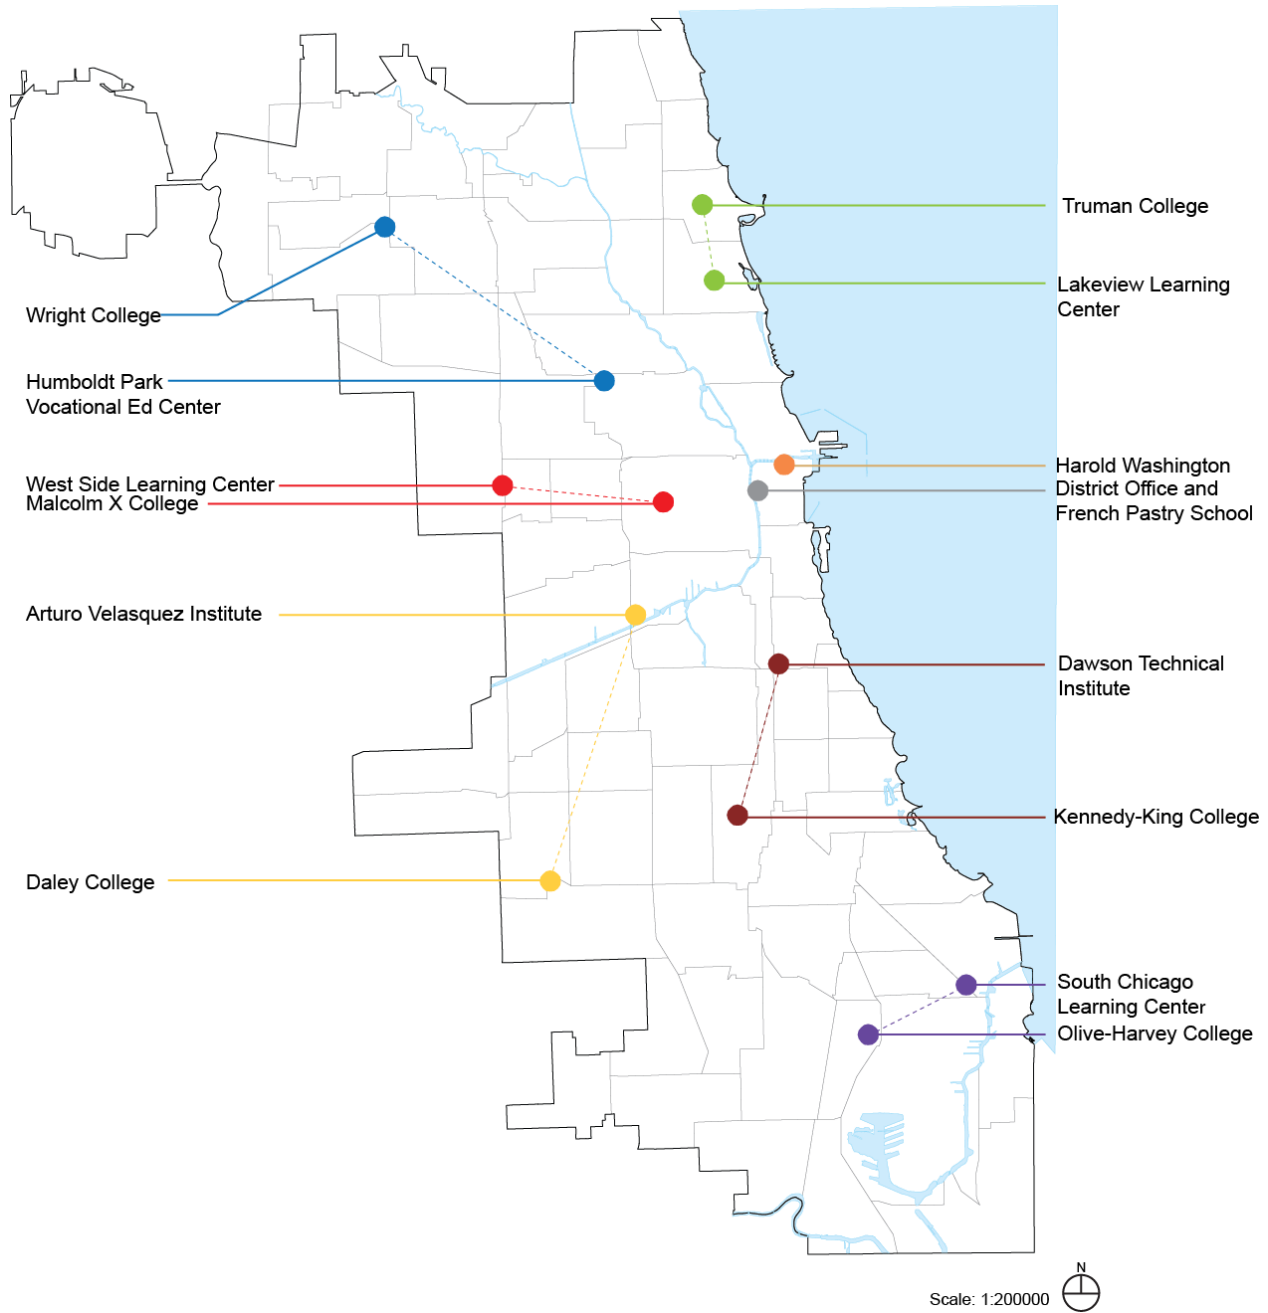 Truman College
Lakeview Learning
Center
Wright College
Humboldt Park
Vocational Ed Center
Harold Washington
West Side Learning Center
District Office and
Malcolm X College
French Pastry School
Arturo Velasquez Institute
Dawson Technical
Institute
Kennedy-King College
Daley College
South Chicago
Learning Center
Olive-Harvey College
N
Scale: 1:200000